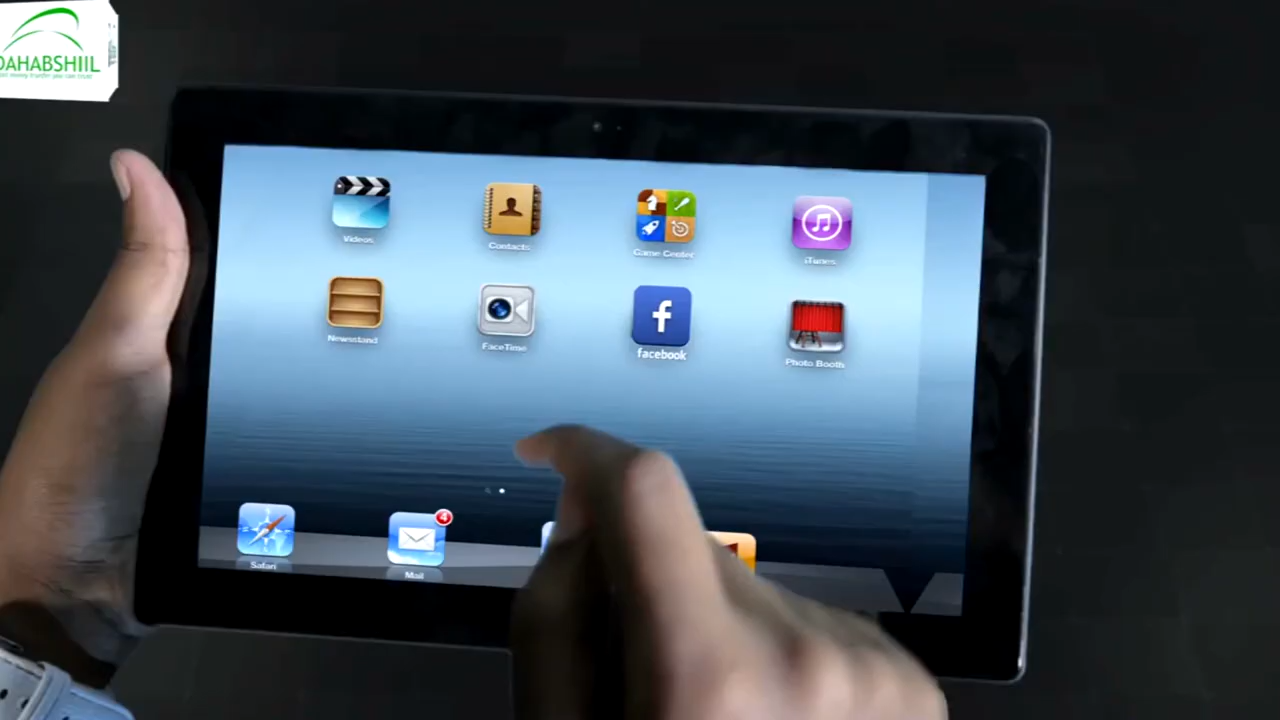 DAHABSHIIL
Videos
Contacts
Game Center
iTunes
Newsstand
FaceTime
facebook
Photo Booth
4
Safari
Mail